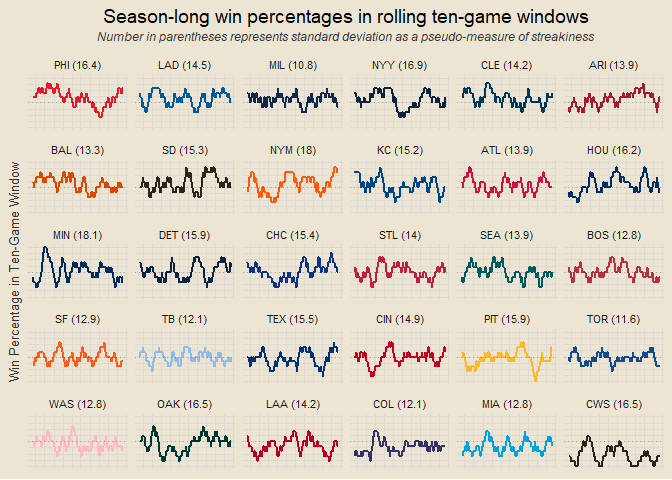 Season-long win percentages in rolling ten-game windows
Number in parentheses represents standard deviation as a pseudo-measure of streakiness
PHI (16.4) LAD (14.5) MIL (10.8) NYY (16.9) CLE (14.2) ARI (13.9)
BAL (13.3) SD (15.3) NYM (18) KC (15.2) ATL (13.9) HOU (16.2)
Win Percentage in Ten-Game Window
MIN (18.1) DET (15.9) CHC (15.4) STL (14) SEA (13.9) BOS (12.8)
SF (12.9) TB (12.1) TEX (15.5) CIN (14.9) PIT (15.9) TOR (11.6)
WAS (12.8) OAK (16.5) LAA (14.2) COL (12.1) MIA (12.8) CWS (16.5)